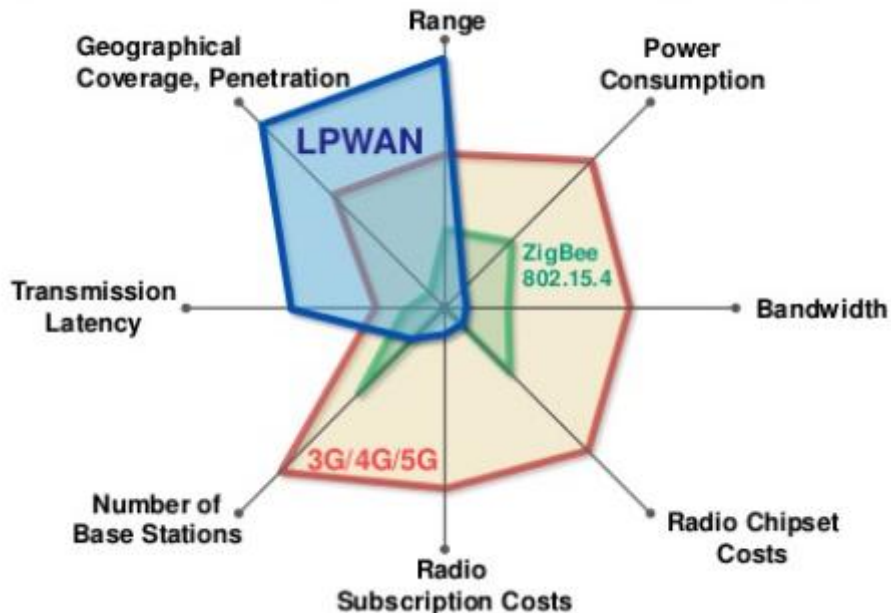 Range
Geographical
Coverage, Penetration
Power
Consumption
LPWAN
ZigBee
802.15.4
Transmission
Latency
Bandwidth
3G/4G/5G
Number of
Base Stations
Radio Chipset
Costs
Radio
Subscription Costs